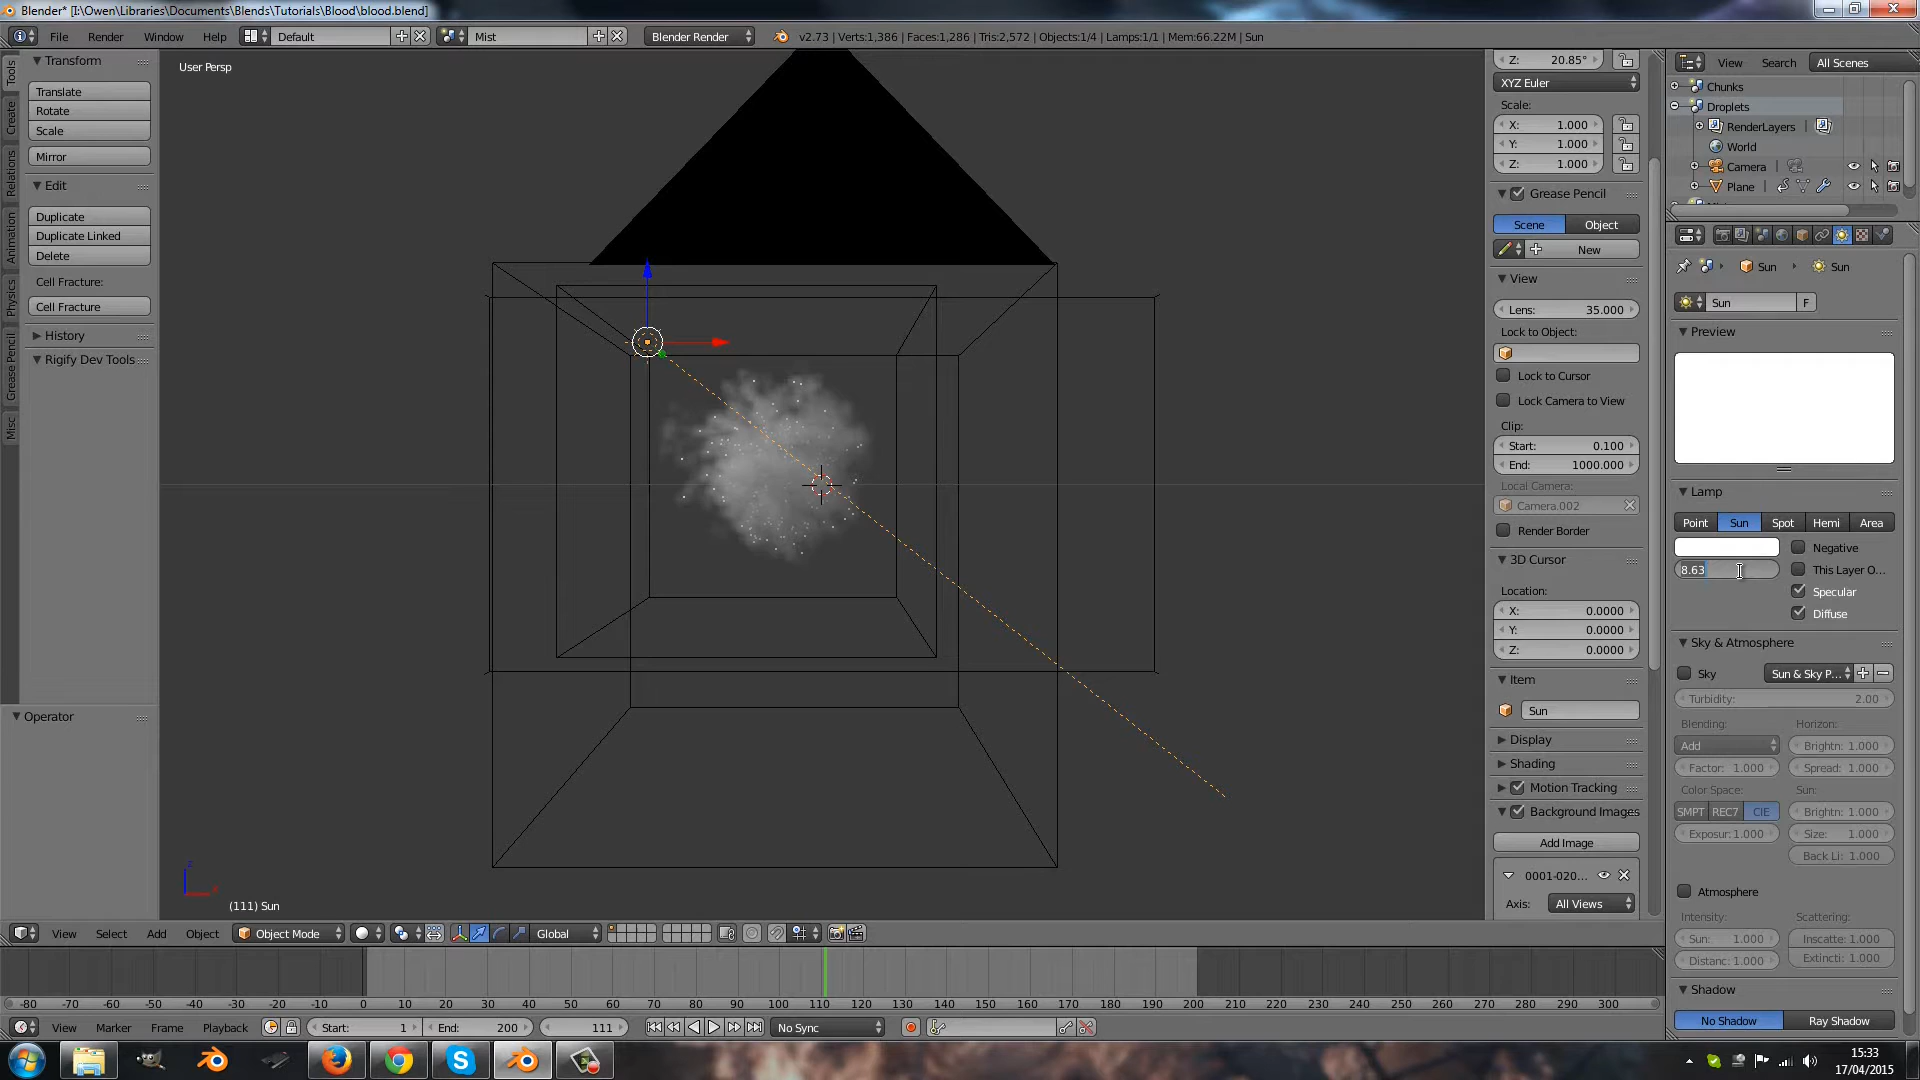 Blender* [I:\Owen\Libraries\Documents\Blends\Tutorials\Blood\blood.blend]
File Render Window Help Default Mist Blender Render v2.73 | Verts:1,386 | Faces:1,286 | Tris:2,572 | Objects:1/4 | Lamps:1/1 | Mem:66.22M | Sun
Tools
Create
Relations
Animation
Physics
Grease Pencil
Misc
Transform
Translate
Rotate
Scale
Mirror
Edit
Duplicate
Duplicate Linked
Delete
Cell Fracture:
Cell Fracture
History
Rigify Dev Tools
Operator
User Persp
(111) Sun
Z: 20.85°
XYZ Euler
Scale:
X: 1.000
Y: 1.000
Z: 1.000
Grease Pencil
Scene Object
New
View
Lens: 35.000
Lock to Object:
Lock to Cursor
Lock Camera to View
Clip:
Start: 0.100
End: 1000.000
Local Camera:
Camera.002
Render Border
3D Cursor
Location:
X: 0.0000
Y: 0.0000
Z: 0.0000
Item
Sun
Display
Shading
Motion Tracking
Background Images
Add Image
0001-020...
Axis: All Views
View Search All Scenes
Chunks
Droplets
RenderLayers |
World
Camera |
Plane |
Sun Sun
Sun F
Preview
Lamp
Point Sun Spot Hemi Area
Negative
8.63 This Layer O...
Specular
Diffuse
Sky & Atmosphere
Sky Sun & Sky P...
Turbidity: 2.00
Blending: Horizon:
Add Brightn: 1.000
Factor: 1.000 Spread: 1.000
Color Space: Sun:
SMPT REC7 CIE Brightn: 1.000
Exposur:1.000 Size: 1.000
Back Li: 1.000
Atmosphere
Intensity: Scattering:
Sun: 1.000 Inscatte: 1.000
Distanc: 1.000 Extincti: 1.000
Shadow
No Shadow Ray Shadow
View Select Add Object Object Mode Global
-80 -70 -60 -50 -40 -30 -20 -10 0 10 20 30 40 50 60 70 80 90 100 110 120 130 140 150 160 170 180 190 200 210 220 230 240 250 260 270 280 290 300
View Marker Frame Playback Start: 1 End: 200 111 No Sync
15:33
17/04/2015